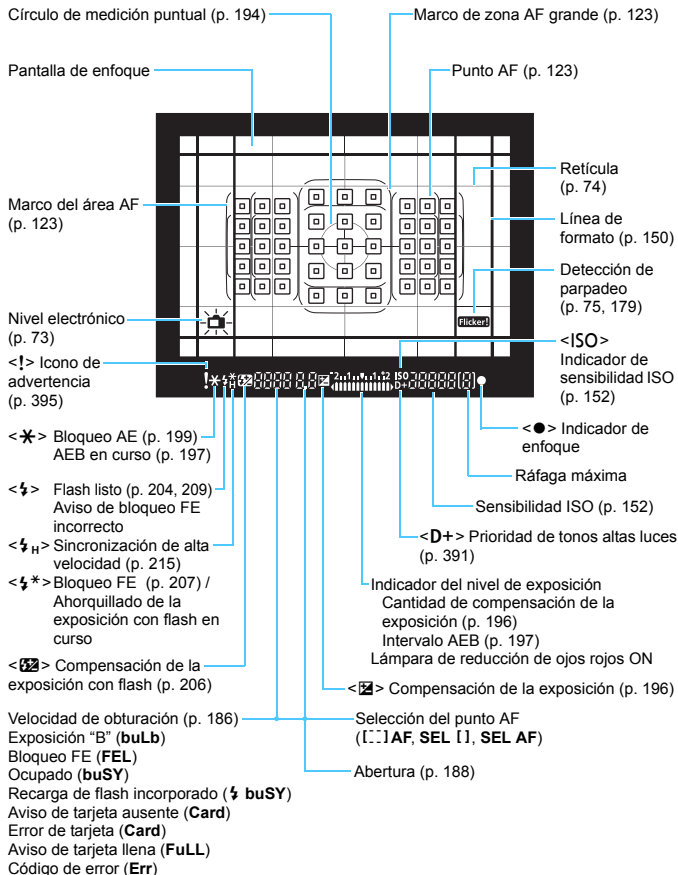 Círculo de medición puntual (p. 194)
Marco de zona AF grande (p. 123)
Pantalla de enfoque
Punto AF (p. 123)
Retícula
(p. 74)
Marco del área AF
(p. 123)
Línea de
formato (p. 150)
Detección de
parpadeo
(p. 75, 179)
Flicker!
Nivel electrónico
(p. 73)
<!> Icono de
advertencia
(p. 395)
<ISO>
Indicador de
sensibilidad ISO
(p. 152)
2..1..▼..1..2 ISO
D+
<●> Indicador de
enfoque
Ráfaga máxima
Sensibilidad ISO (p. 152)
<D+> Prioridad de tonos altas luces
(p. 391)
<✱> Bloqueo AE (p. 199)
AEB en curso (p. 197)
<⚡> Flash listo (p. 204, 209)
Aviso de bloqueo FE
incorrecto
<⚡H> Sincronización de alta
velocidad (p. 215)
<⚡*> Bloqueo FE (p. 207) /
Ahorquillado de la
exposición con flash en
curso
Indicador del nivel de exposición
Cantidad de compensación de la
exposición (p. 196)
Intervalo AEB (p. 197)
Lámpara de reducción de ojos rojos ON
<> Compensación de la
exposición con flash (p. 206)
<> Compensación de la exposición (p. 196)
Velocidad de obturación (p. 186)
Exposición “B” (buLb)
Bloqueo FE (FEL)
Ocupado (buSY)
Recarga de flash incorporado (⚡ buSY)
Aviso de tarjeta ausente (Card)
Error de tarjeta (Card)
Aviso de tarjeta llena (FuLL)
Código de error (Err)
Selección del punto AF
([ ] AF, SEL [ ], SEL AF)
Abertura (p. 188)